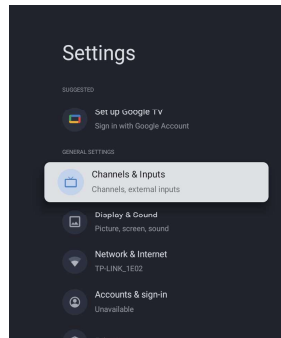 Settings
SUGGESTED
Set up Google TV
Sign in with Google Account
GENERAL SETTINGS
Channels & Inputs
Channels, external inputs
Display & Sound
Picture, screen, sound
Network & Internet
TP-LINK_1E02
Accounts & sign-in
Unavailable